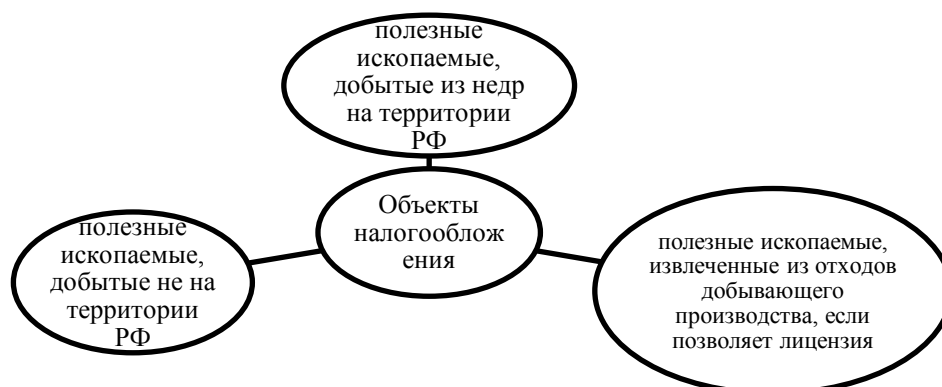 полезные
ископаемые,
добытые из недр
на территории
РФ
Объекты
налогооблож
ения
полезные
ископаемые,
добытые не на
территории
РФ
полезные ископаемые,
извлеченные из отходов
добывающего
производства, если
позволяет лицензия